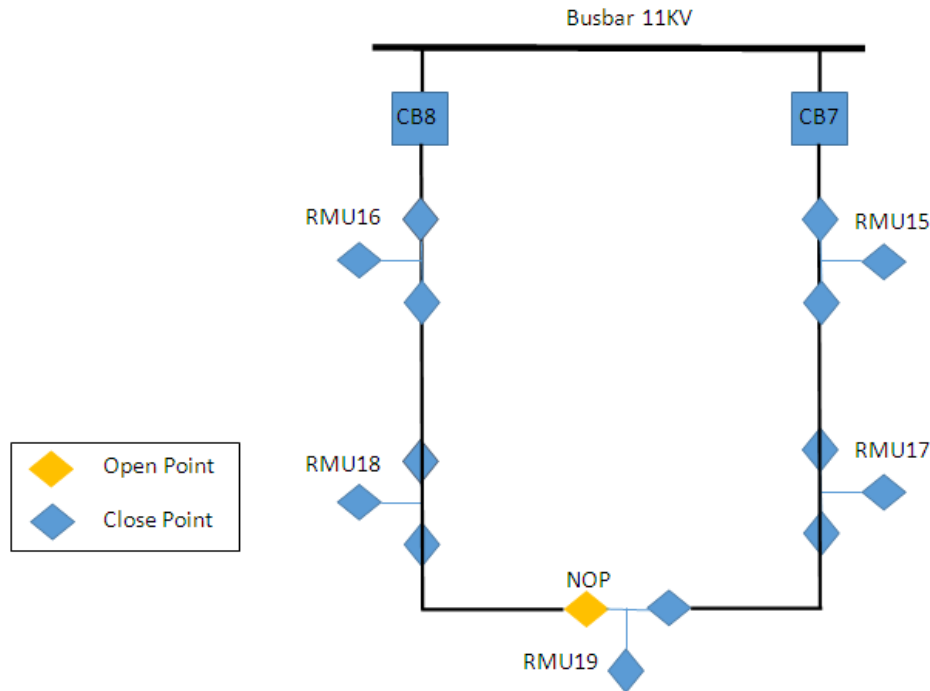 Busbar 11KV
CB8
CB7
RMU16
RMU15
RMU18
RMU17
Open Point
Close Point
NOP
RMU19